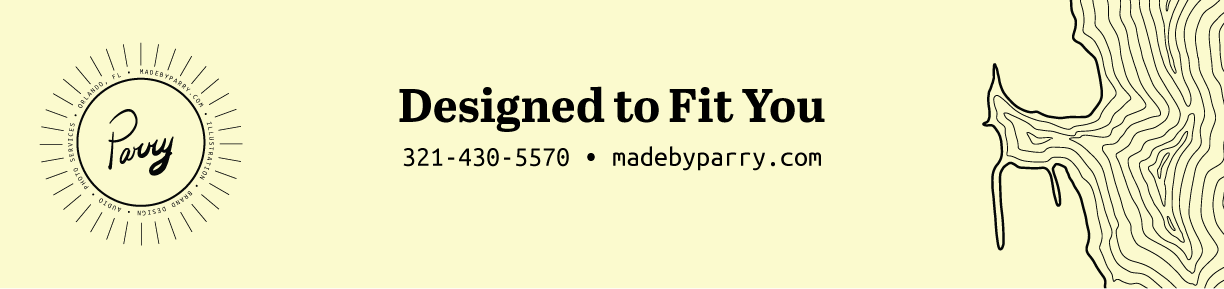 ORLANDO, FL • MADEBYPARRY.COM • ILLUSTRATION • BRAND DESIGN • AUDIO • PHOTO SERVICES •
Parry
Designed to Fit You
321-430-5570 • madebyparry.com